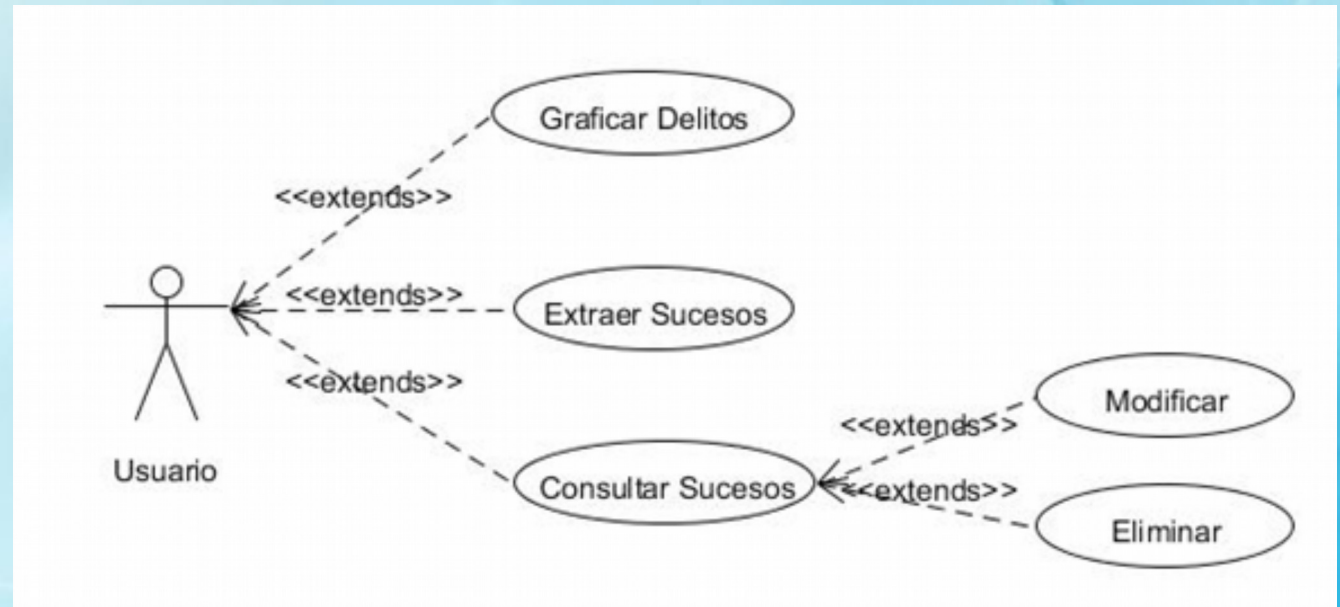 Graficar Delitos
<<extends>>
<<extends>>
Extraer Sucesos
<<extends>>
Usuario
Consultar Sucesos
<<extends>>
Modificar
<<extends>>
Eliminar